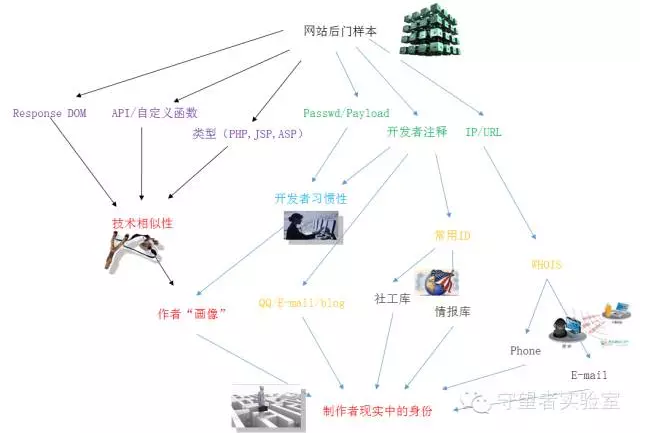 网站后门样本
Response DOM
API/自定义函数
Passwd/Payload
类型（PHP,JSP,ASP）
开发者注释
IP/URL
开发者习惯性
技术相似性
常用ID
WHOIS
作者“画像”
QQ/E-mail/blog
社工库
情报库
Phone
E-mail
制作者现实中的身份
守望者实验室